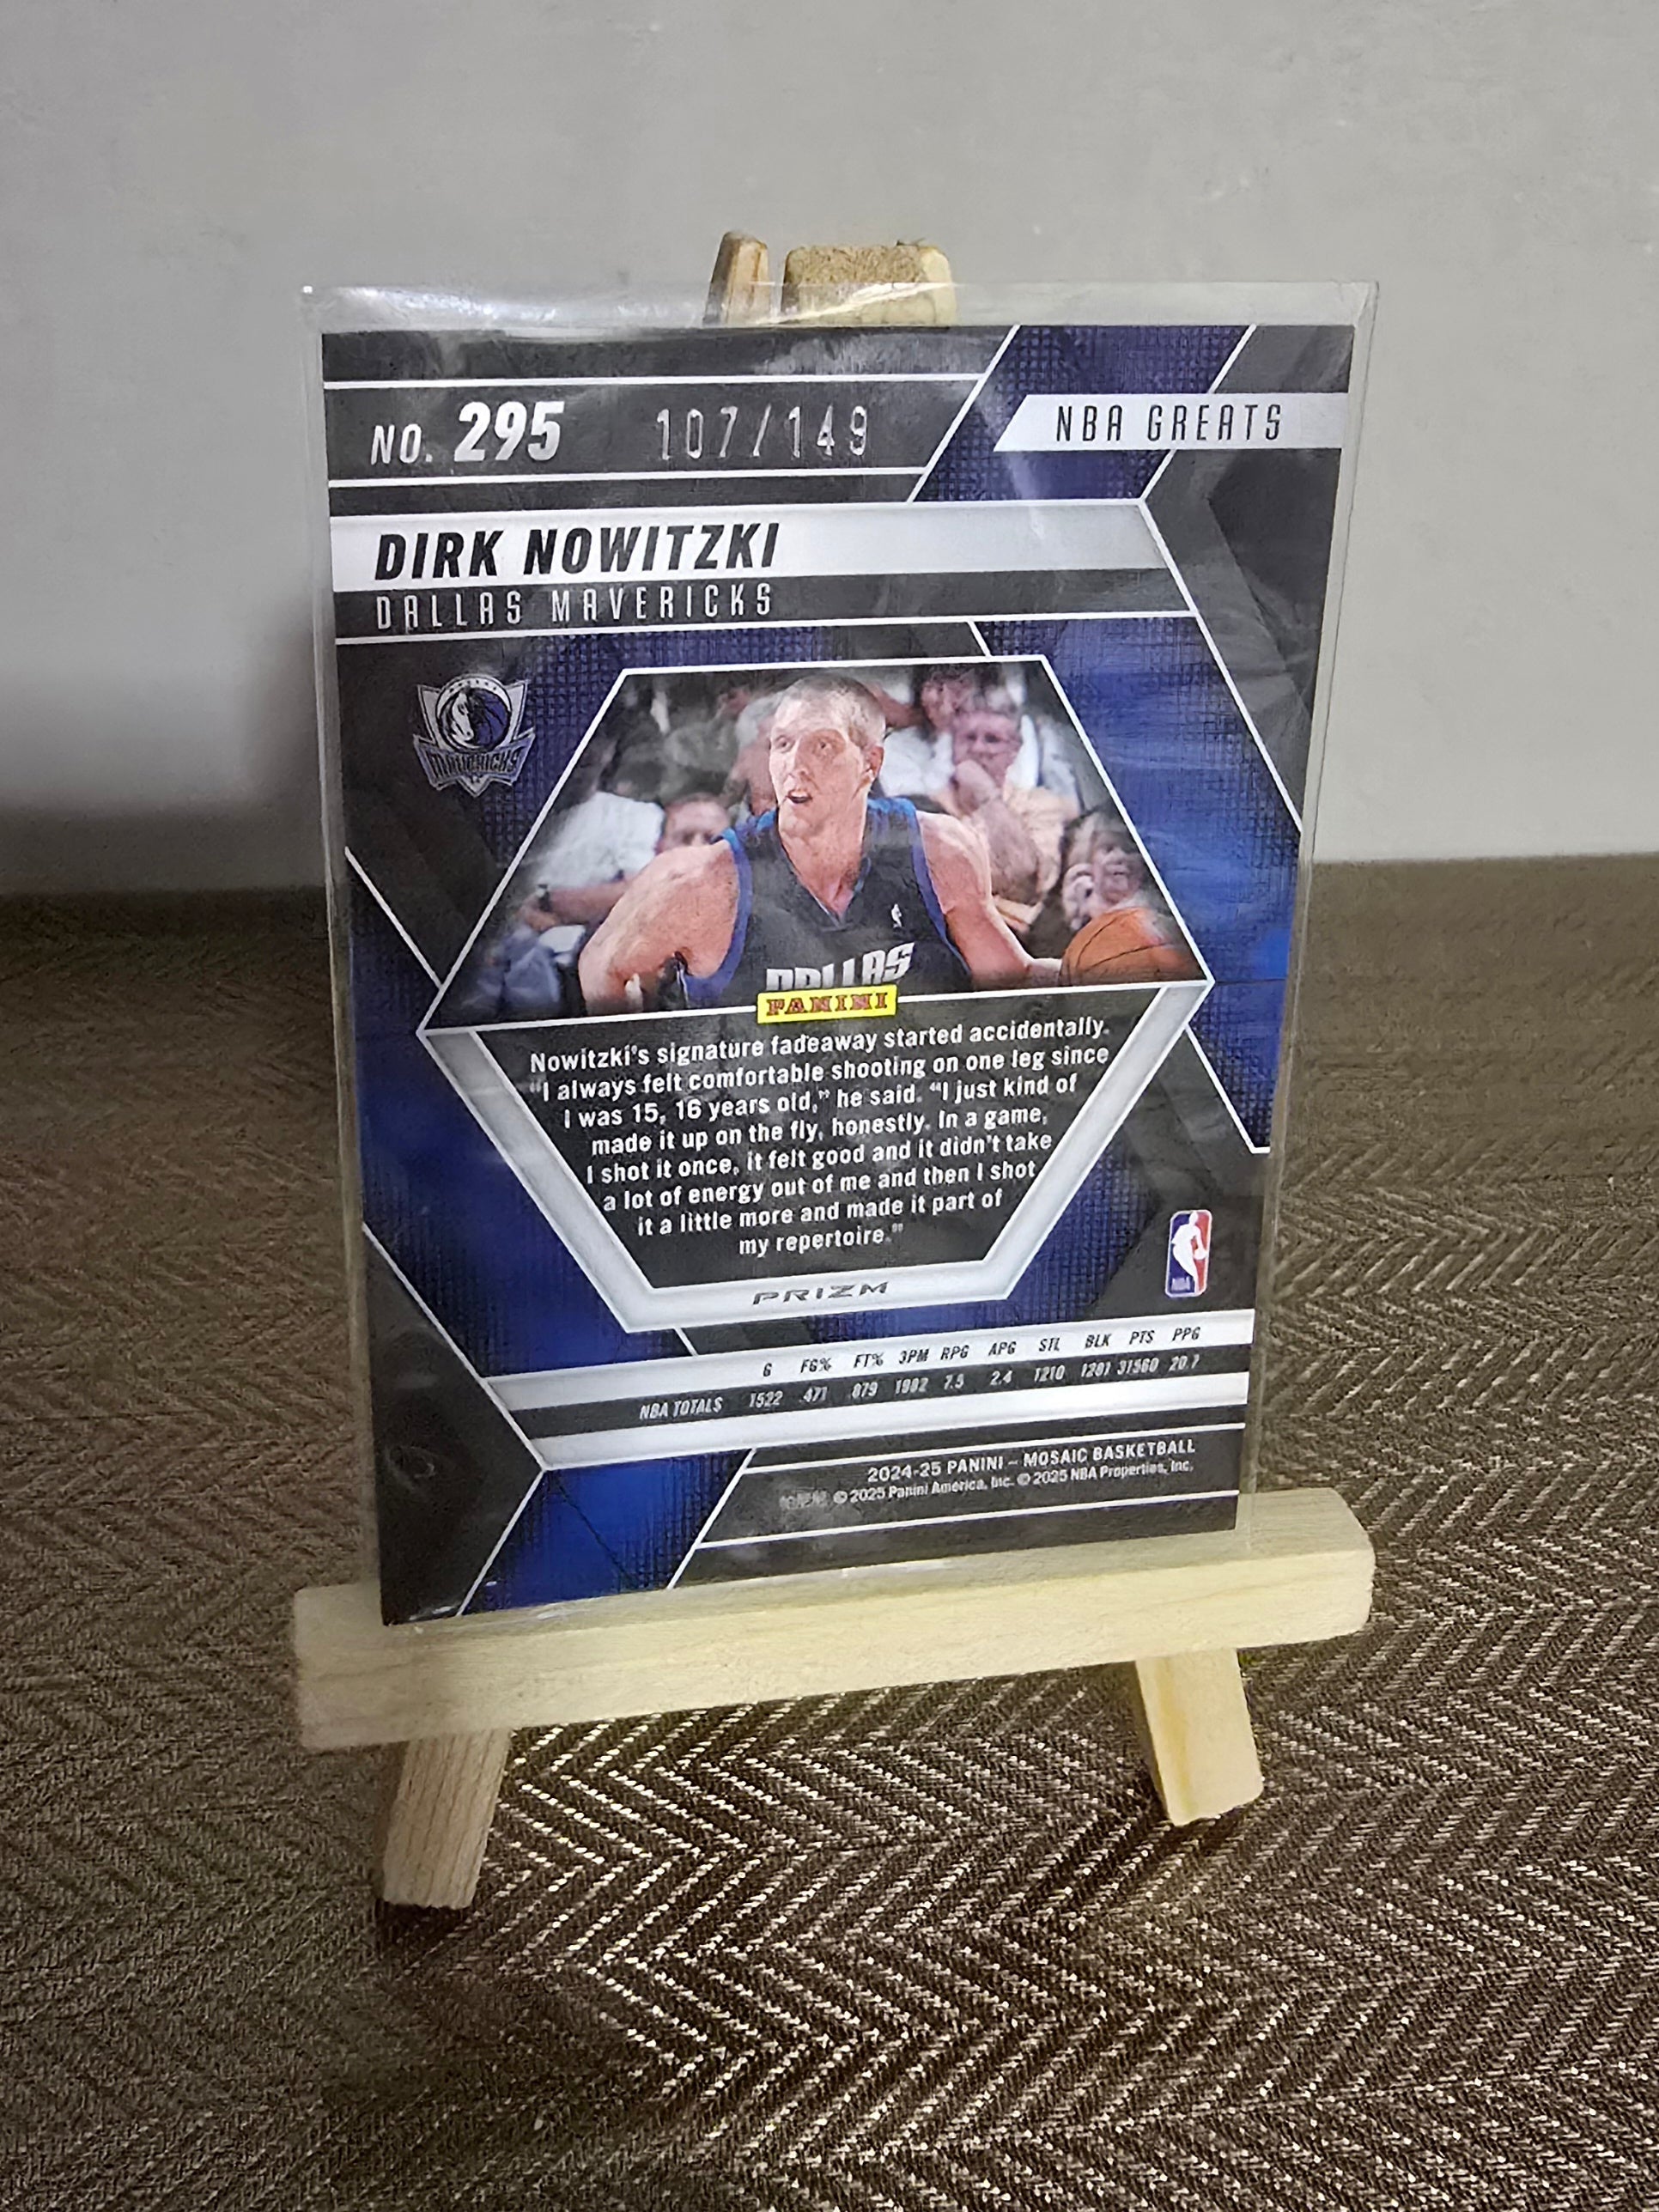 NO. 295 107/149
NBA GREATS
DIRK NOWITZKI
DALLAS MAVERICKS
MAVERICKS
DALLAS
PANINI
Nowitzki's signature fadeaway started accidentally.
"I always felt comfortable shooting on one leg since
I was 15, 16 years old," he said. "I just kind of
made it up on the fly, honestly. In a game,
I shot it once, it felt good and it didn't take
a lot of energy out of me and then I shot
it a little more and made it part of
my repertoire."
PRIZM
NBA
G FG% FT% 3PM RPG APG STL BLK PTS PPG
NBA TOTALS 1522 .471 .879 1982 7.5 2.4 1210 1281 31560 20.7
2024-25 PANINI – MOSAIC BASKETBALL
© 2025 Panini America, Inc. © 2025 NBA Properties, Inc.